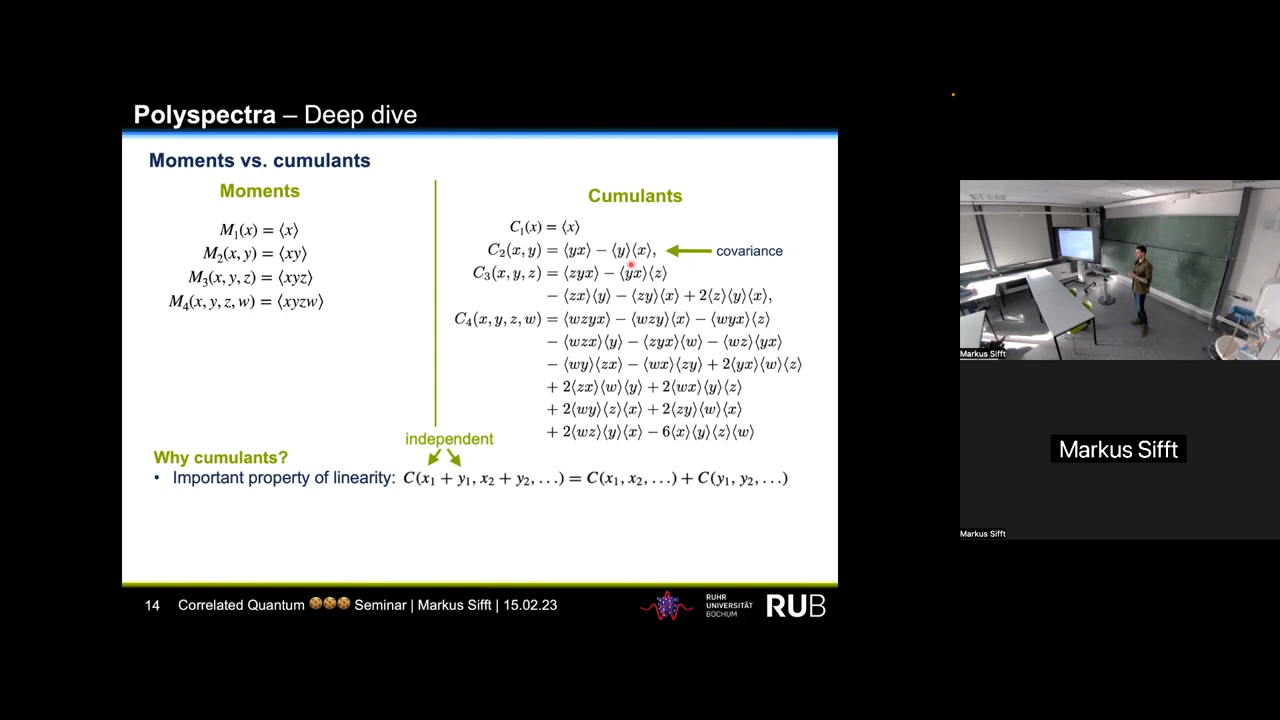 Polyspectra – Deep dive
Moments vs. cumulants
Moments
M₁(x) = ⟨x⟩
M₂(x, y) = ⟨xy⟩
M₃(x, y, z) = ⟨xyz⟩
M₄(x, y, z, w) = ⟨xyzw⟩
Cumulants
C₁(x) = ⟨x⟩
C₂(x, y) = ⟨yx⟩ − ⟨y⟩⟨x⟩,
covariance
C₃(x, y, z) = ⟨zyx⟩ − ⟨yx⟩⟨z⟩
− ⟨zx⟩⟨y⟩ − ⟨zy⟩⟨x⟩ + 2⟨z⟩⟨y⟩⟨x⟩,
C₄(x, y, z, w) = ⟨wzyx⟩ − ⟨wzy⟩⟨x⟩ − ⟨wyx⟩⟨z⟩
− ⟨wzx⟩⟨y⟩ − ⟨zyx⟩⟨w⟩ − ⟨wz⟩⟨yx⟩
− ⟨wy⟩⟨zx⟩ − ⟨wx⟩⟨zy⟩ + 2⟨yx⟩⟨w⟩⟨z⟩
+ 2⟨zx⟩⟨w⟩⟨y⟩ + 2⟨wx⟩⟨y⟩⟨z⟩
+ 2⟨wy⟩⟨z⟩⟨x⟩ + 2⟨zy⟩⟨w⟩⟨x⟩
+ 2⟨wz⟩⟨y⟩⟨x⟩ − 6⟨x⟩⟨y⟩⟨z⟩⟨w⟩
independent
Why cumulants?
• Important property of linearity: C(x₁ + y₁, x₂ + y₂, . . .) = C(x₁, x₂, . . .) + C(y₁, y₂, . . .)
14 Correlated Quantum 🍪🍪🍪 Seminar | Markus Sifft | 15.02.23
RUHR
UNIVERSITÄT
BOCHUM
RUB
Markus Sifft
Markus Sifft
Markus Sifft